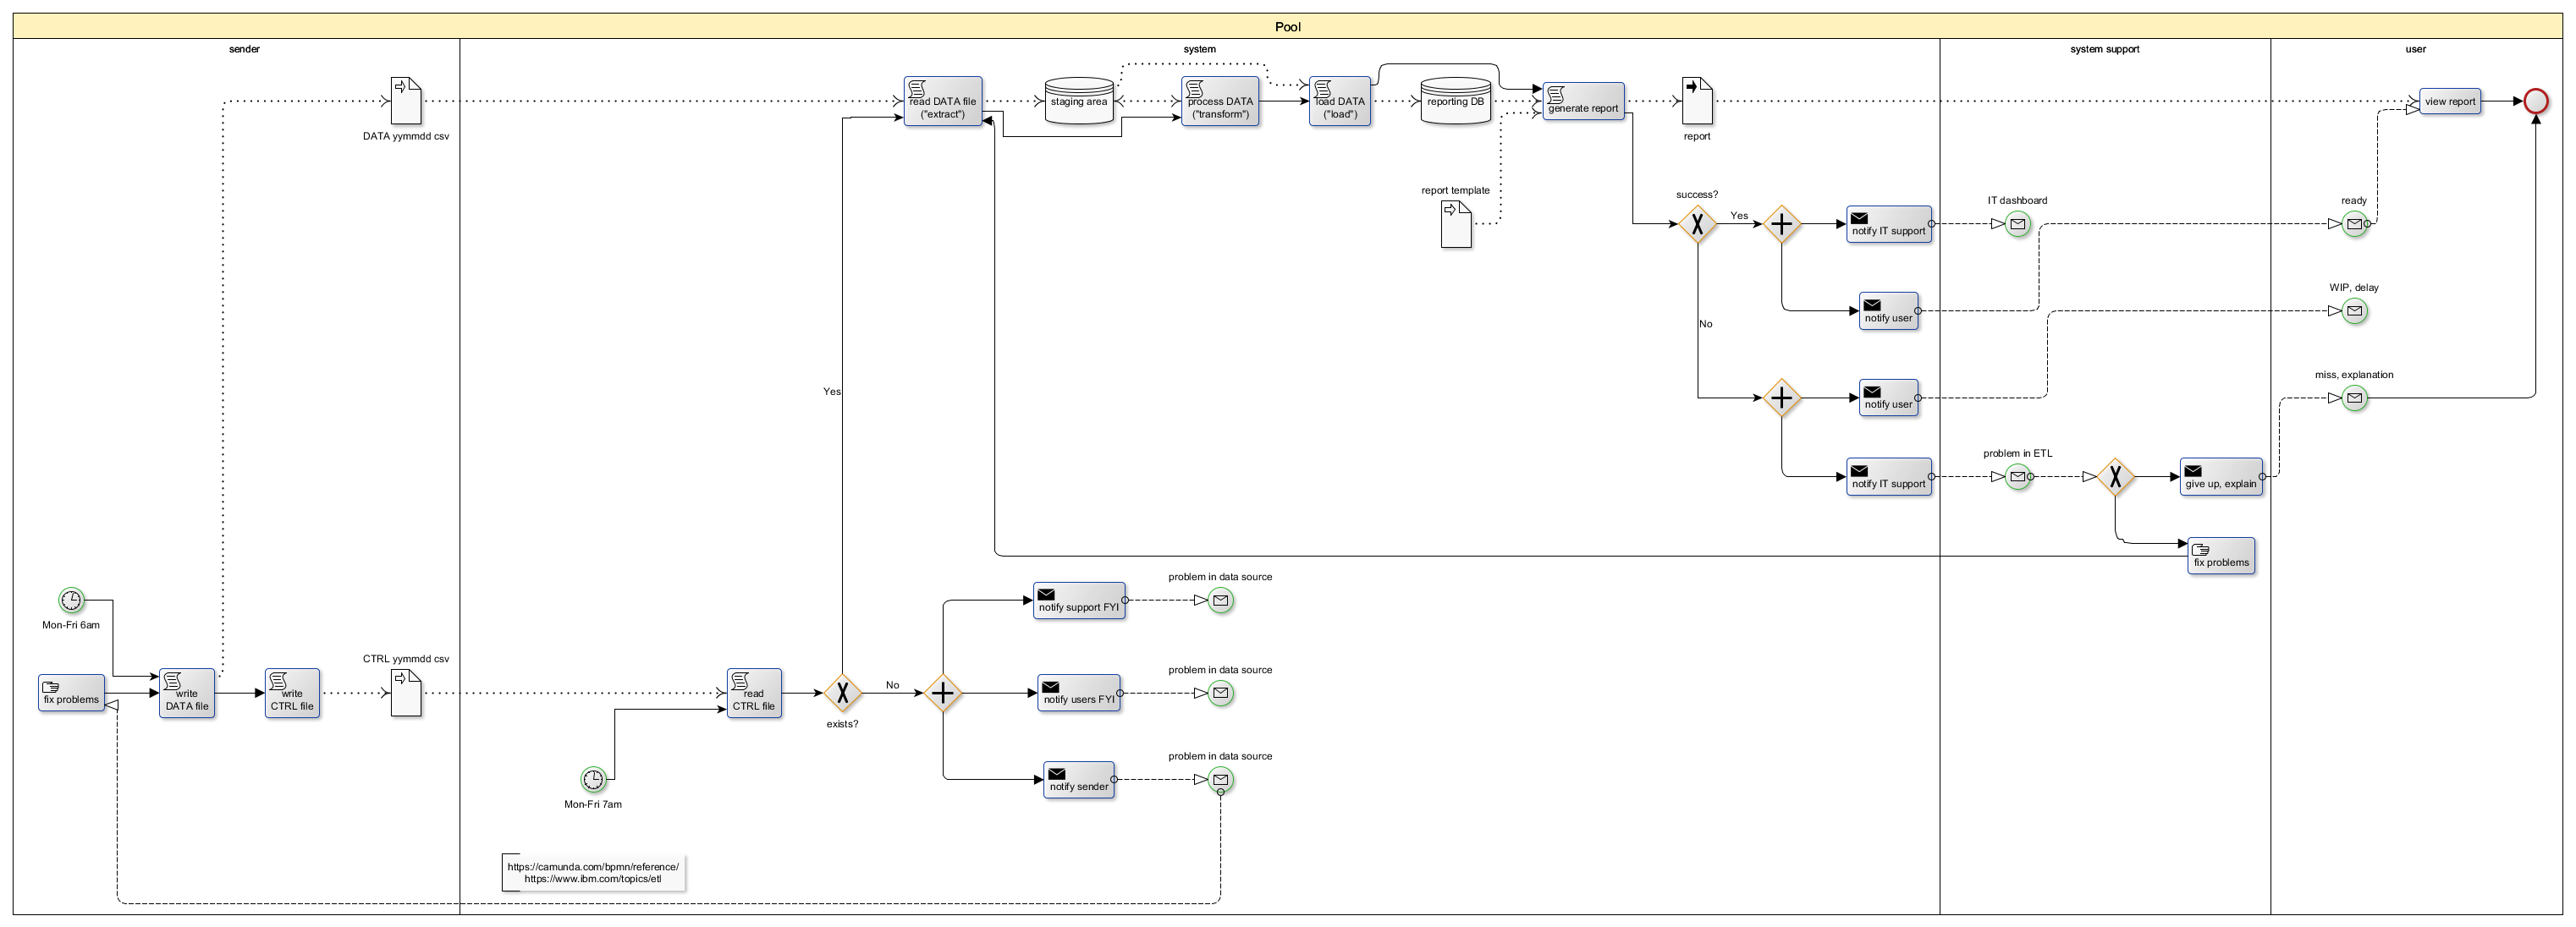 Pool
sender
system
system support
user
DATA yymmdd csv
read DATA file
("extract")
staging area
process DATA
("transform")
load DATA
("load")
reporting DB
generate report
report
view report
report template
success?
Yes
notify IT support
IT dashboard
ready
notify user
WIP, delay
No
notify user
miss, explanation
Yes
notify IT support
problem in ETL
give up, explain
fix problems
Mon-Fri 6am
fix problems
write
DATA file
write
CTRL file
CTRL yymmdd csv
read
CTRL file
exists?
No
notify support FYI
problem in data source
notify users FYI
problem in data source
notify sender
problem in data source
Mon-Fri 7am
https://camunda.com/bpmn/reference/
https://www.ibm.com/topics/etl